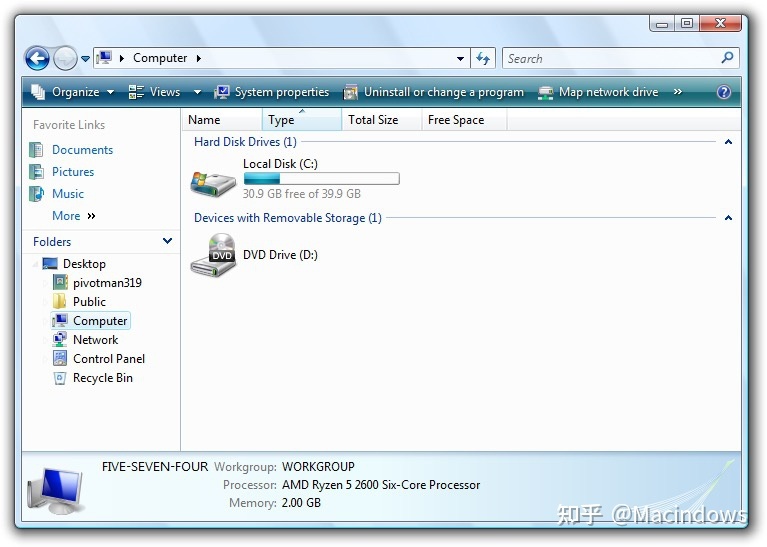 Computer
Search
Organize Views System properties Uninstall or change a program Map network drive »
Favorite Links
Documents
Pictures
Music
More »
Folders
Desktop
pivotman319
Public
Computer
Network
Control Panel
Recycle Bin
Name Type Total Size Free Space
Hard Disk Drives (1)
Local Disk (C:)
30.9 GB free of 39.9 GB
Devices with Removable Storage (1)
DVD
DVD Drive (D:)
FIVE-SEVEN-FOUR Workgroup: WORKGROUP
Processor: AMD Ryzen 5 2600 Six-Core Processor
Memory: 2.00 GB
知乎 @Macindows